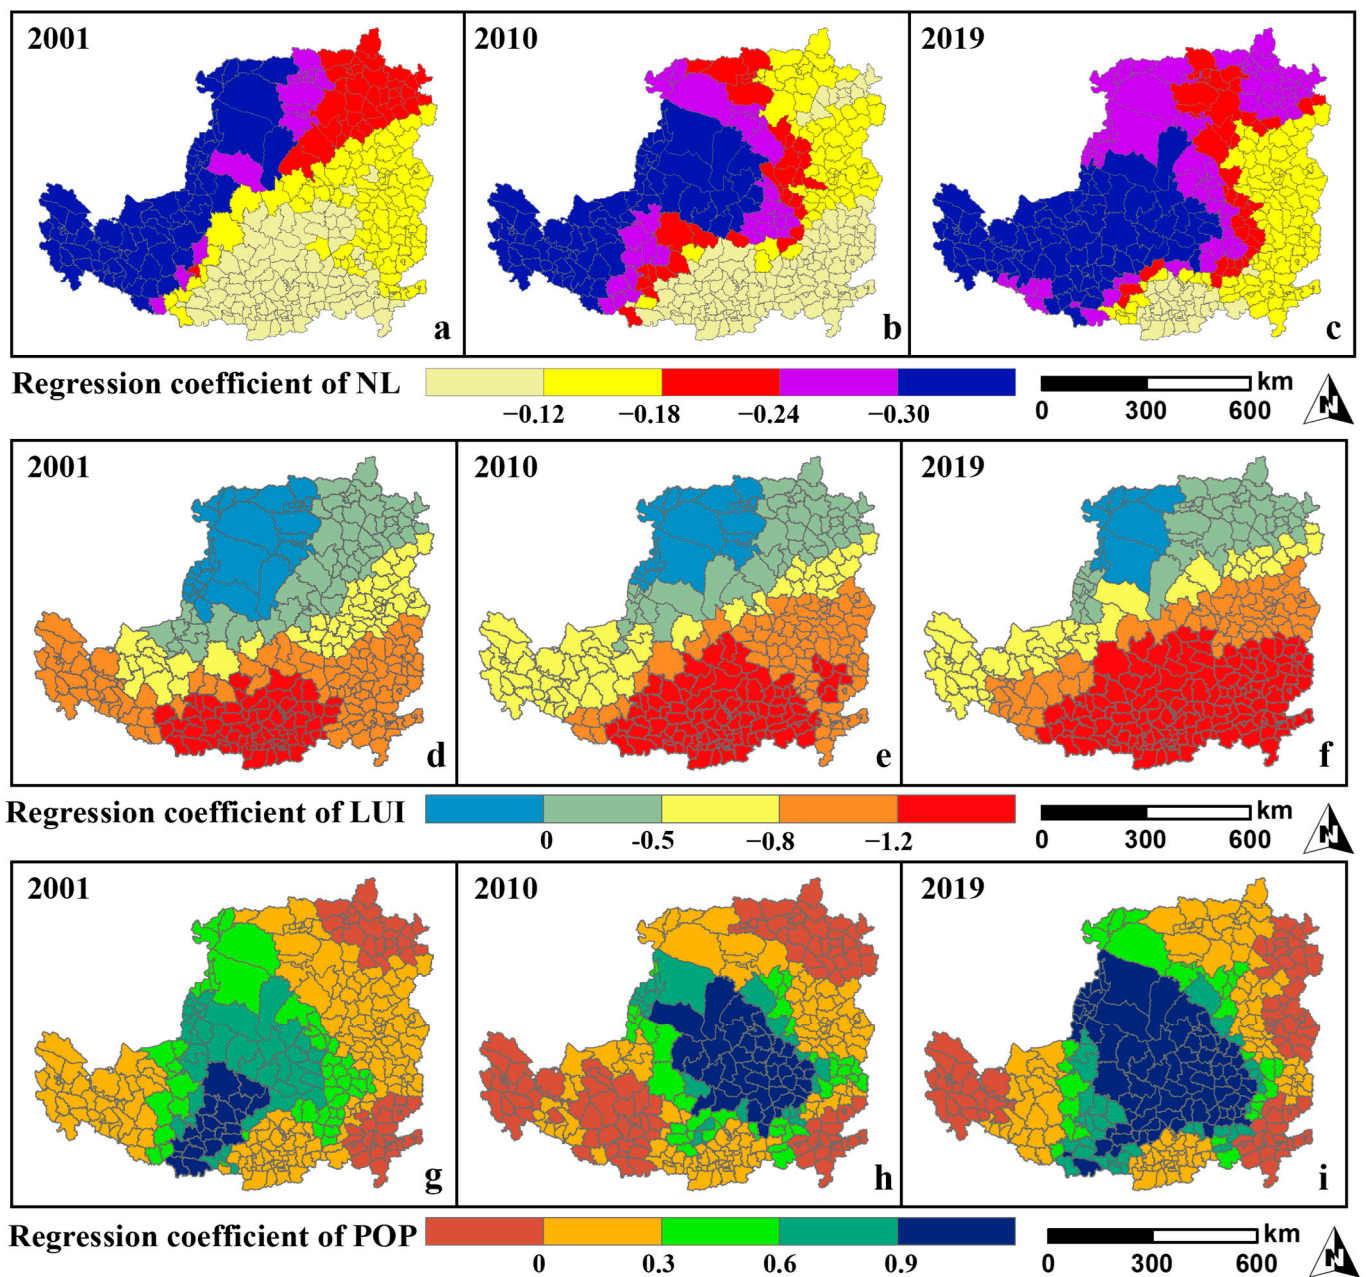 2001 2010 2019
a b c
Regression coefficient of NL
−0.12 −0.18 −0.24 −0.30
km
0 300 600
N
2001 2010 2019
d e f
Regression coefficient of LUI
0 -0.5 −0.8 −1.2
km
0 300 600
N
2001 2010 2019
g h i
Regression coefficient of POP
0 0.3 0.6 0.9
km
0 300 600
N